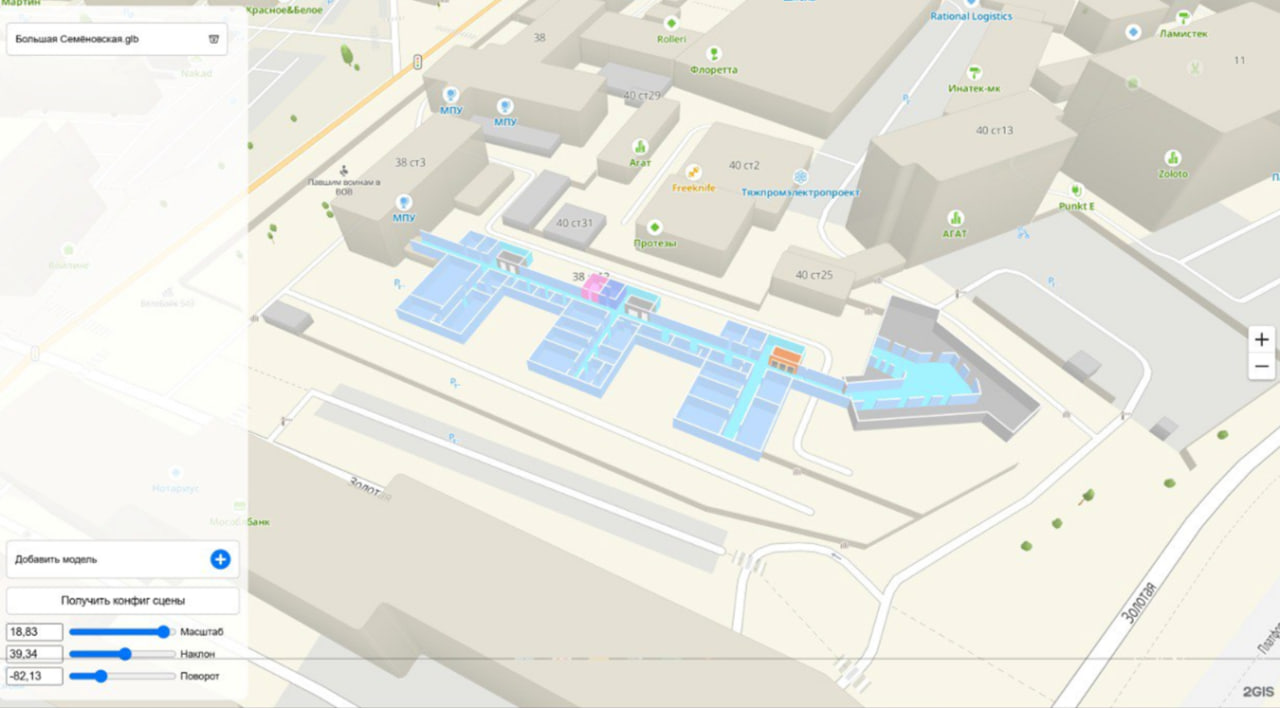 Мартин
Красное&Белое
Большая Семёновская.glb
Nakad
38
Rolleri
Флоретта
Rational Logistics
Ламистек
11
Инатек-мк
МПУ
МПУ
40 ст29
40 ст13
38 ст3
Павшим воинам в
ВОВ
МПУ
Агат
40 ст2
Freeknife
Тяжпромэлектропроект
Zoloto
Punkt E
40 ст31
Протезы
АГАТ
40 ст25
Золотая
Нотариус
Мособлбанк
Добавить модель
Получить конфиг сцены
18,83
Масштаб
39,34
Наклон
-82,13
Поворот
Золотая
2GIS